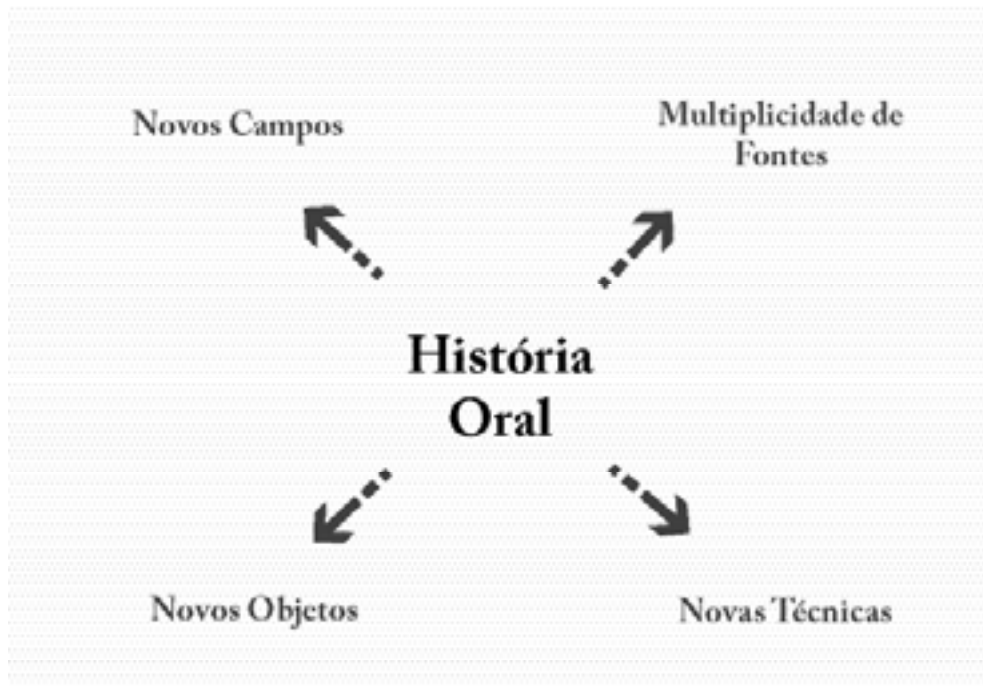 Novos Campos
Multiplicidade de
Fontes
História
Oral
Novos Objetos
Novas Técnicas